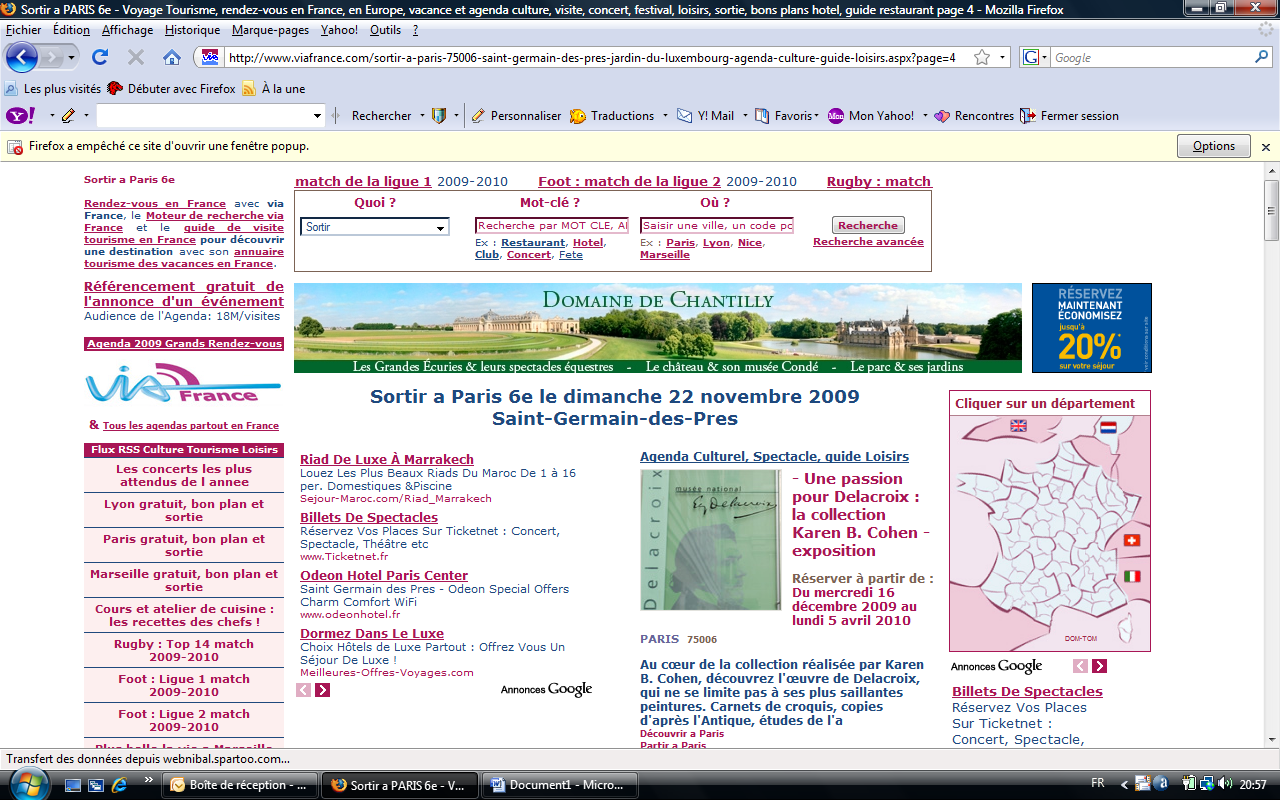 Sortir a PARIS 6e - Voyage Tourisme, rendez-vous en France, en Europe, vacance et agenda culture, visite, concert, festival, loisirs, sortie, bons plans hotel, guide restaurant page 4 - Mozilla Firefox
Fichier Édition Affichage Historique Marque-pages Yahoo! Outils ?
http://www.viafrance.com/sortir-a-paris-75006-saint-germain-des-pres-jardin-du-luxembourg-agenda-culture-guide-loisirs.aspx?page=4
Google
Les plus visités Débuter avec Firefox À la une
Y! Rechercher Personnaliser Traductions Y! Mail Favoris Mon Yahoo! Rencontres Fermer session
Firefox a empêché ce site d'ouvrir une fenêtre popup.
Options
Sortir a Paris 6e
Rendez-vous en France avec via
France, le Moteur de recherche via
France et le guide de visite
tourisme en France pour découvrir
une destination avec son annuaire
tourisme des vacances en France.
Référencement gratuit de
l'annonce d'un événement
Audience de l'Agenda: 18M/visites
Agenda 2009 Grands Rendez-vous
VIA France
& Tous les agendas partout en France
Flux RSS Culture Tourisme Loisirs
Les concerts les plus
attendus de l annee
Lyon gratuit, bon plan et
sortie
Paris gratuit, bon plan et
sortie
Marseille gratuit, bon plan et
sortie
Cours et atelier de cuisine :
les recettes des chefs !
Rugby : Top 14 match
2009-2010
Foot : Ligue 1 match
2009-2010
Foot : Ligue 2 match
2009-2010
Plus belle la vie a Marseille
match de la ligue 1 2009-2010 Foot : match de la ligue 2 2009-2010 Rugby : match
Quoi ? Mot-clé ? Où ?
Sortir Recherche par MOT CLE, Al Saisir une ville, un code po Recherche
Ex : Restaurant, Hotel,
Club, Concert, Fete
Ex : Paris, Lyon, Nice,
Marseille
Recherche avancée
DOMAINE DE CHANTILLY
Les Grandes Écuries & leurs spectacles équestres - Le château & son musée Condé - Le parc & ses jardins
RÉSERVEZ
MAINTENANT
ÉCONOMISEZ
jusqu'à
20%*
sur votre séjour
Sortir a Paris 6e le dimanche 22 novembre 2009
Saint-Germain-des-Pres
Riad De Luxe À Marrakech
Louez Les Plus Beaux Riads Du Maroc De 1 à 16
per. Domestiques &Piscine
Sejour-Maroc.com/Riad_Marrakech
Billets De Spectacles
Réservez Vos Places Sur Ticketnet : Concert,
Spectacle, Théâtre etc
www.Ticketnet.fr
Odeon Hotel Paris Center
Saint Germain des Pres - Odeon Special Offers
Charm Comfort WiFi
www.odeonhotel.fr
Dormez Dans Le Luxe
Choix Hôtels de Luxe Partout : Offrez Vous Un
Séjour De Luxe !
Meilleures-Offres-Voyages.com
Annonces Google
Agenda Culturel, Spectacle, guide Loisirs
musée national
Eug Delacroix
Delacroix
- Une passion
pour Delacroix :
la collection
Karen B. Cohen -
exposition
Réserver à partir de :
Du mercredi 16
décembre 2009 au
lundi 5 avril 2010
PARIS 75006
Au cœur de la collection réalisée par Karen
B. Cohen, découvrez l'œuvre de Delacroix,
qui ne se limite pas à ses plus saillantes
peintures. Carnets de croquis, copies
d'après l'Antique, études de l'a
Découvrir a Paris
Partir a Paris
Cliquer sur un département
DOM-TOM
Annonces Google
Billets De Spectacles
Réservez Vos Places
Sur Ticketnet :
Concert, Spectacle,
Transfert des données depuis webnibal.spartoo.com...
Boîte de réception - ... Sortir a PARIS 6e - V... Document1 - Micro... FR 20:57